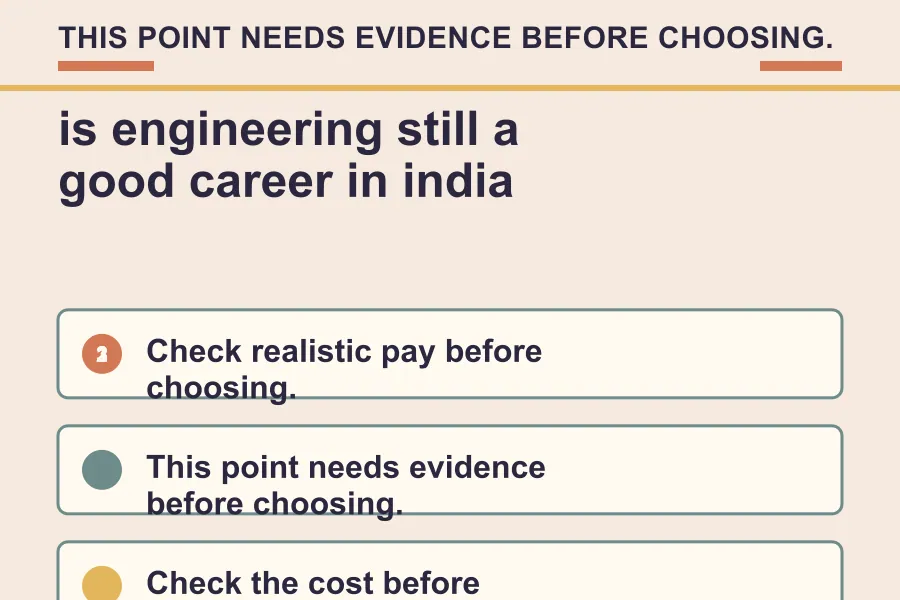 THIS POINT NEEDS EVIDENCE BEFORE CHOOSING.
is engineering still a
good career in india
Check realistic pay before
choosing.
This point needs evidence
before choosing.
Check the cost before